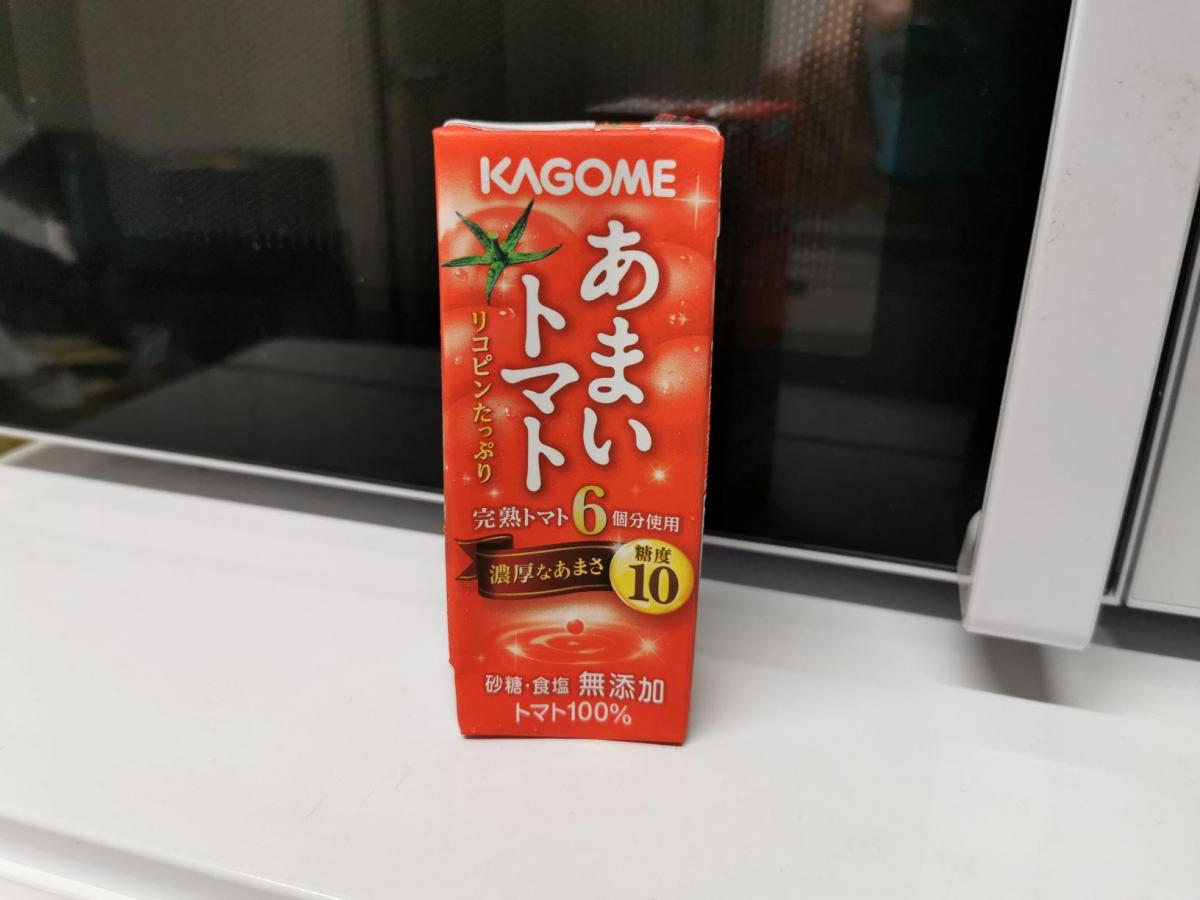 KAGOME
あまい
トマト
リコピンたっぷり
完熟トマト6個分使用
濃厚なあまさ
糖度
10
砂糖・食塩 無添加
トマト100%